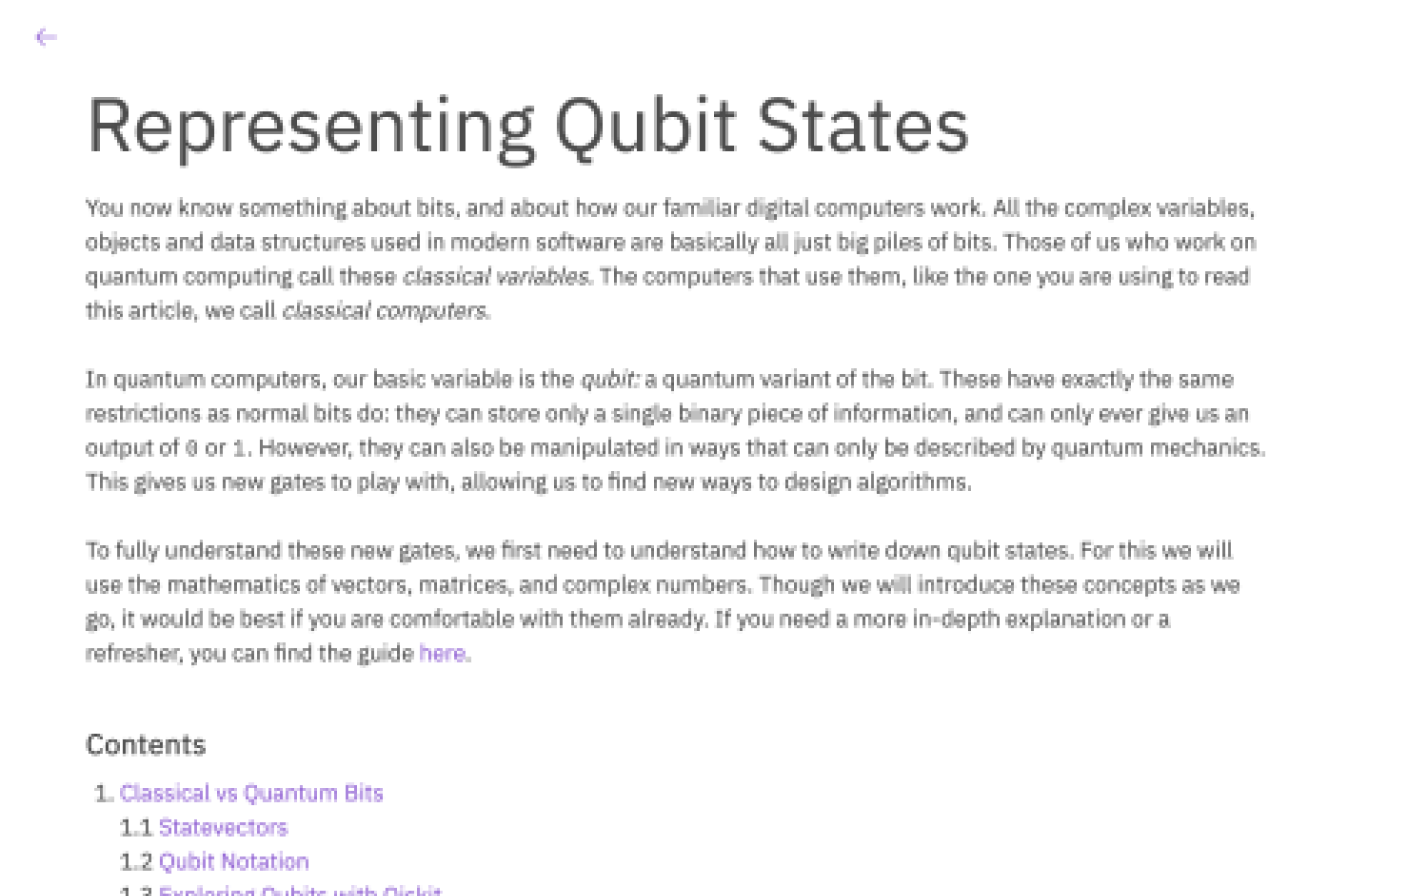 Representing Qubit States
You now know something about bits, and about how our familiar digital computers work. All the complex variables,
objects and data structures used in modern software are basically all just big piles of bits. Those of us who work on
quantum computing call these classical variables. The computers that use them, like the one you are using to read
this article, we call classical computers.
In quantum computers, our basic variable is the qubit: a quantum variant of the bit. These have exactly the same
restrictions as normal bits do: they can store only a single binary piece of information, and can only ever give us an
output of 0 or 1. However, they can also be manipulated in ways that can only be described by quantum mechanics.
This gives us new gates to play with, allowing us to find new ways to design algorithms.
To fully understand these new gates, we first need to understand how to write down qubit states. For this we will
use the mathematics of vectors, matrices, and complex numbers. Though we will introduce these concepts as we
go, it would be best if you are comfortable with them already. If you need a more in-depth explanation or a
refresher, you can find the guide here.
Contents
1. Classical vs Quantum Bits
1.1 Statevectors
1.2 Qubit Notation
1.3 Exploring Qubits with Qiskit